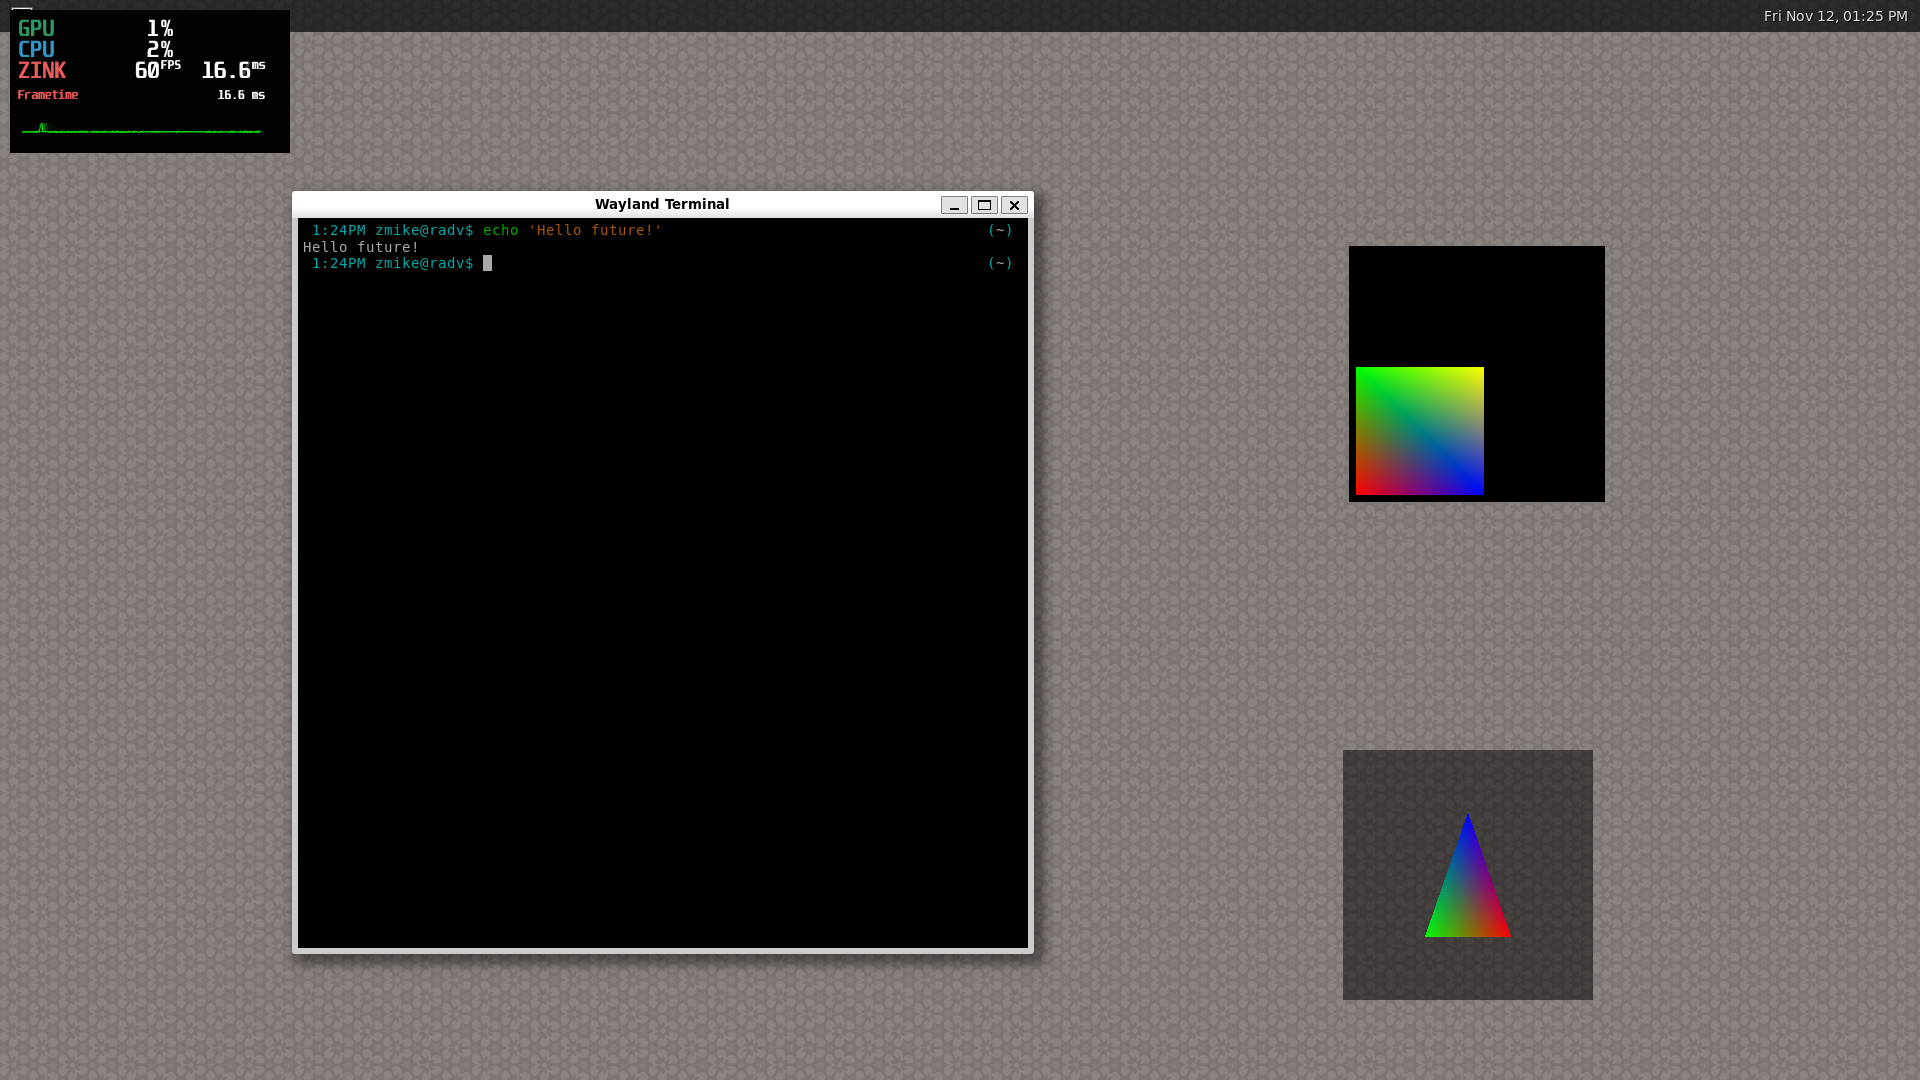 Fri Nov 12, 01:25 PM
GPU 1%
CPU 2%
ZINK 60FPS 16.6ms
Frametime 16.6 ms
Wayland Terminal
1:24PM zmike@radv$ echo 'Hello future!' (~)
Hello future!
1:24PM zmike@radv$ (~)